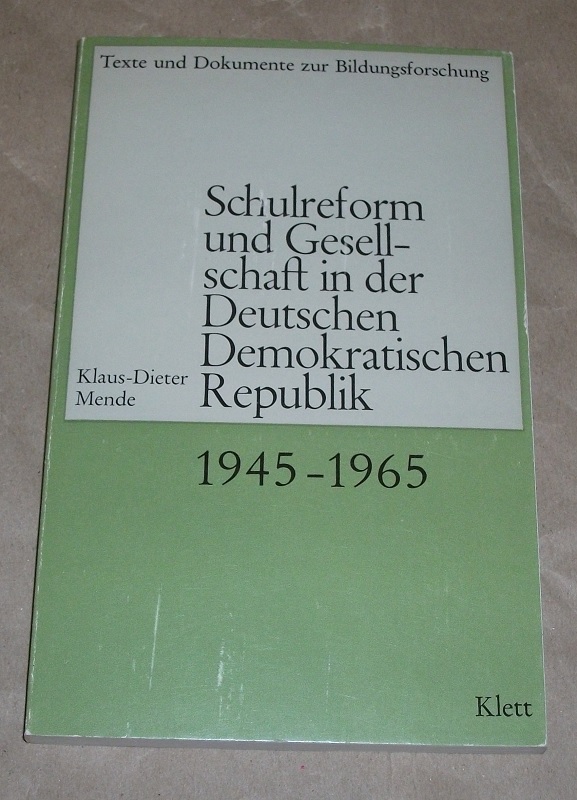 Texte und Dokumente zur Bildungsforschung
Schulreform
und Gesell-
schaft in der
Deutschen
Demokratischen
Republik
Klaus-Dieter
Mende
1945-1965
Klett